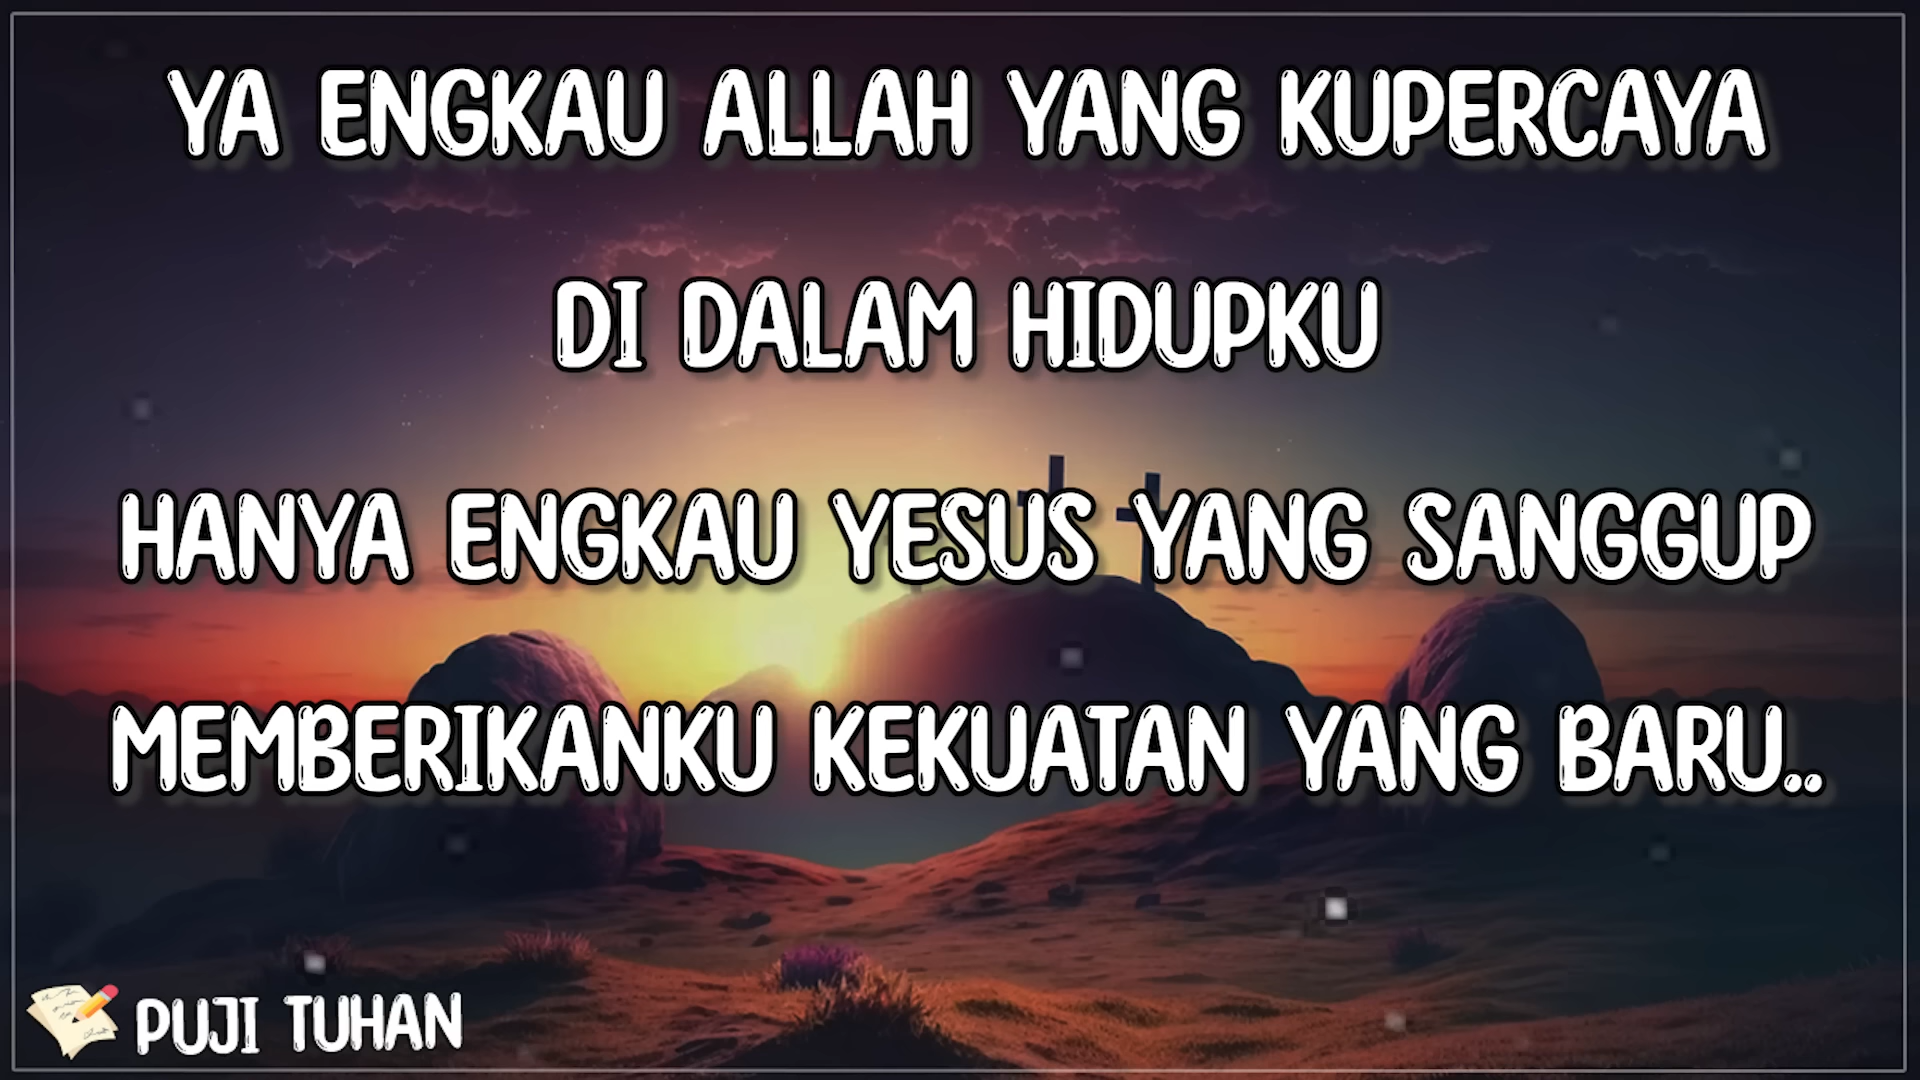 YA ENGKAU ALLAH YANG KUPERCAYA
DI DALAM HIDUPKU
HANYA ENGKAU YESUS YANG SANGGUP
MEMBERIKANKU KEKUATAN YANG BARU..
PUJI TUHAN